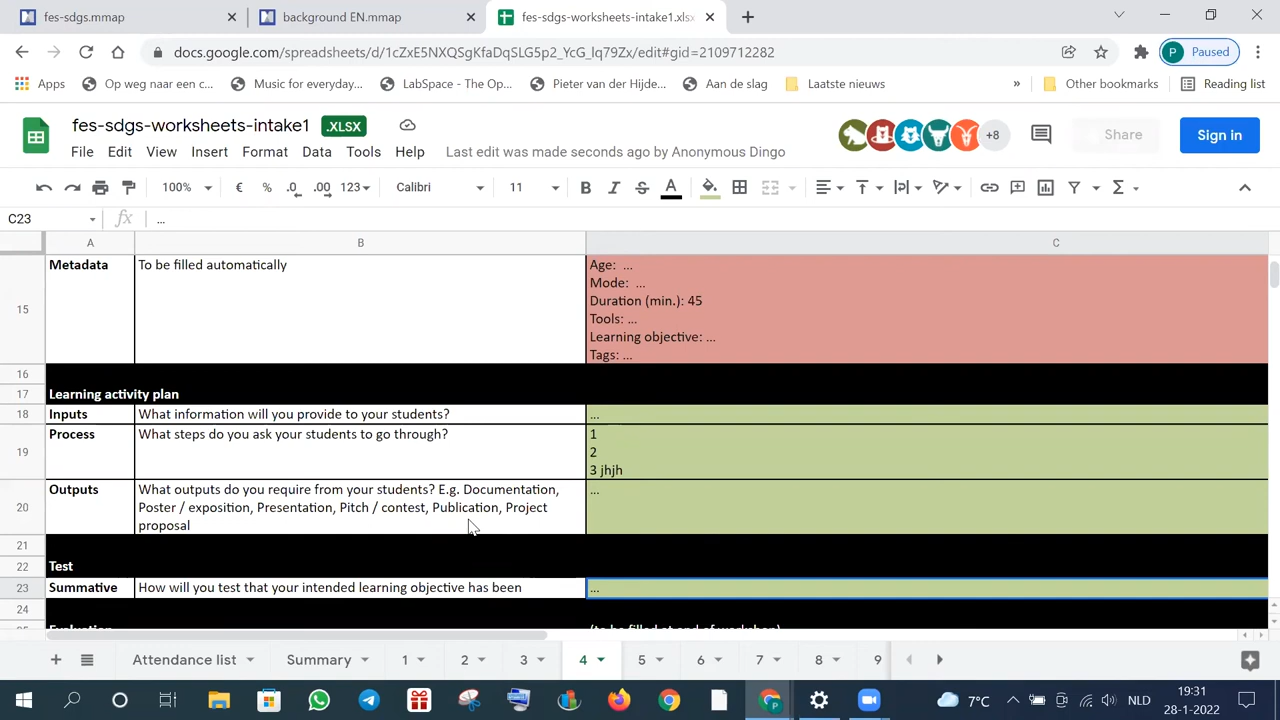 fes-sdgs.mmap
background EN.mmap
fes-sdgs-worksheets-intake1.xlsx
docs.google.com/spreadsheets/d/1cZxE5NXQSgKfaDqSLG5p2_YcG_lq79Zx/edit#gid=2109712282
P Paused
Apps Op weg naar een c... Music for everyday... LabSpace - The Op... Pieter van der Hijde... Aan de slag Laatste nieuws » Other bookmarks Reading list
fes-sdgs-worksheets-intake1 .XLSX
+8 Share Sign in
File Edit View Insert Format Data Tools Help Last edit was made seconds ago by Anonymous Dingo
100% € % .0 .00 123 Calibri 11 B I S A Σ
C23 fx ...
A B C
15 Metadata To be filled automatically Age: ...
Mode: ...
Duration (min.): 45
Tools: ...
Learning objective: ...
Tags: ...
16
17 Learning activity plan
18 Inputs What information will you provide to your students? ...
19 Process What steps do you ask your students to go through? 1
2
3 jhjh
20 Outputs What outputs do you require from your students? E.g. Documentation, ...
Poster / exposition, Presentation, Pitch / contest, Publication, Project
proposal
21
22 Test
23 Summative How will you test that your intended learning objective has been ...
24
Evaluation (to be filled at end of workshop)
+ Attendance list Summary 1 2 3 4 5 6 7 8 9
7°C NLD 19:31
28-1-2022